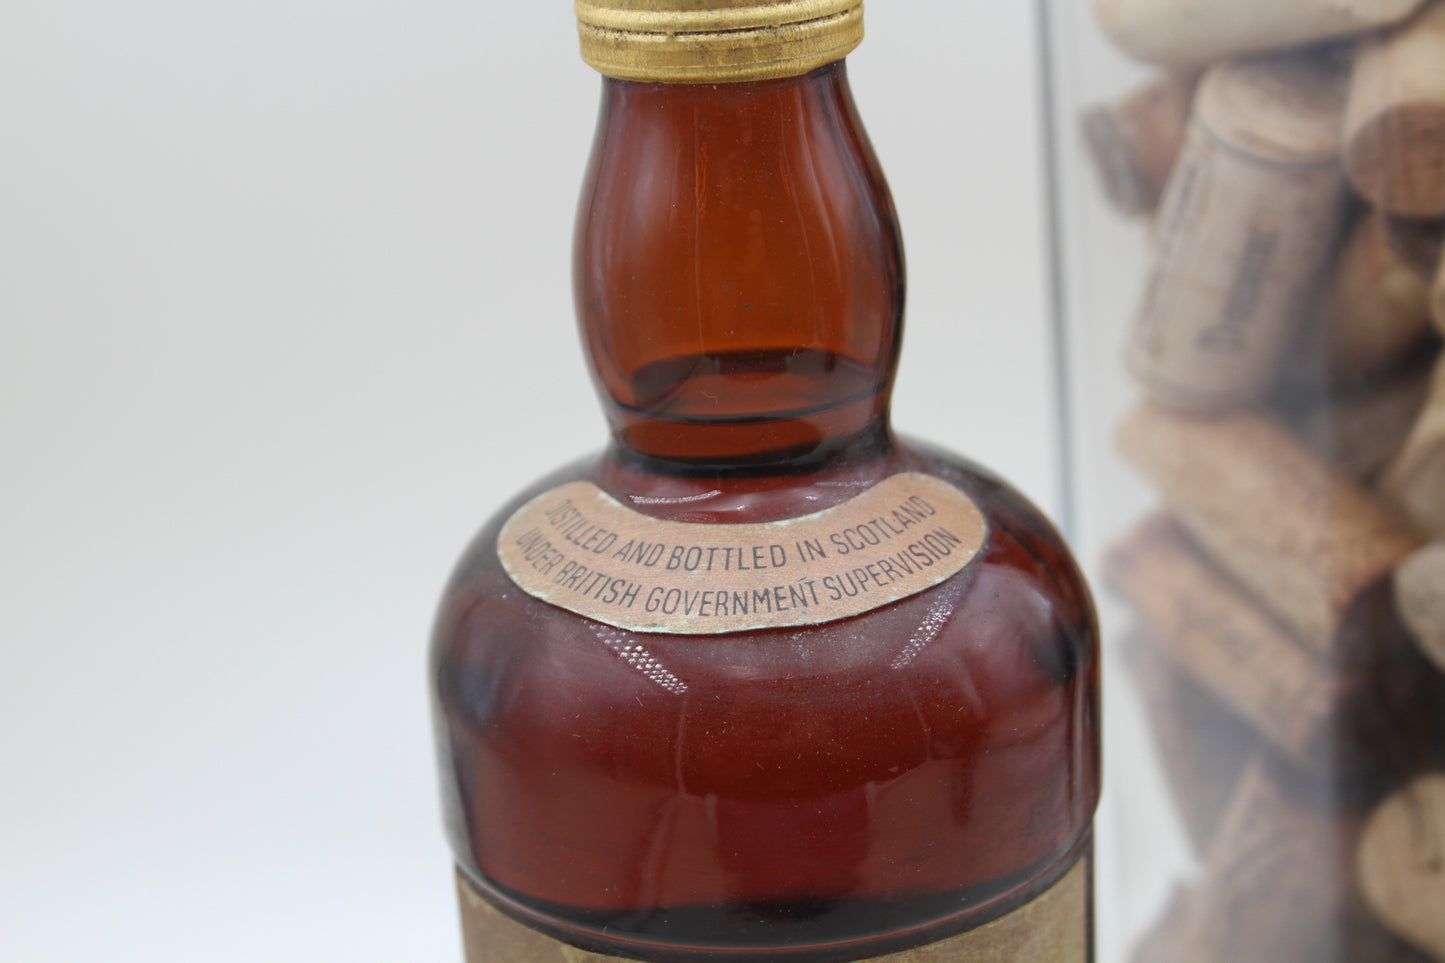 DISTILLED AND BOTTLED IN SCOTLAND
UNDER BRITISH GOVERNMENT SUPERVISION